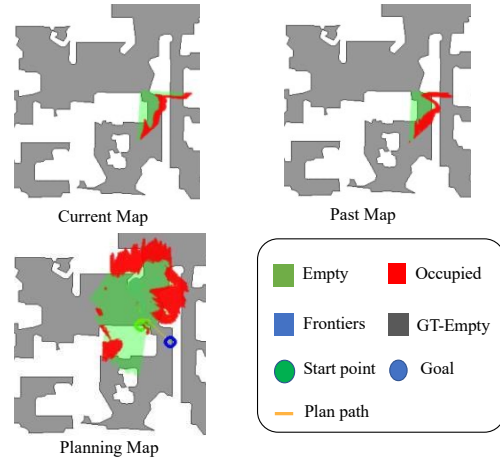 Current Map
Past Map
Planning Map
Empty
Occupied
Frontiers
GT-Empty
Start point
Goal
Plan path